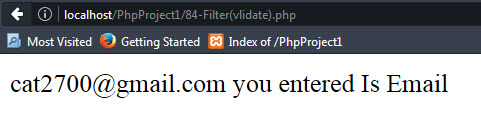 localhost/PhpProject1/84-Filter(vlidate).php
Most Visited Getting Started Index of /PhpProject1
cat2700@gmail.com you entered Is Email